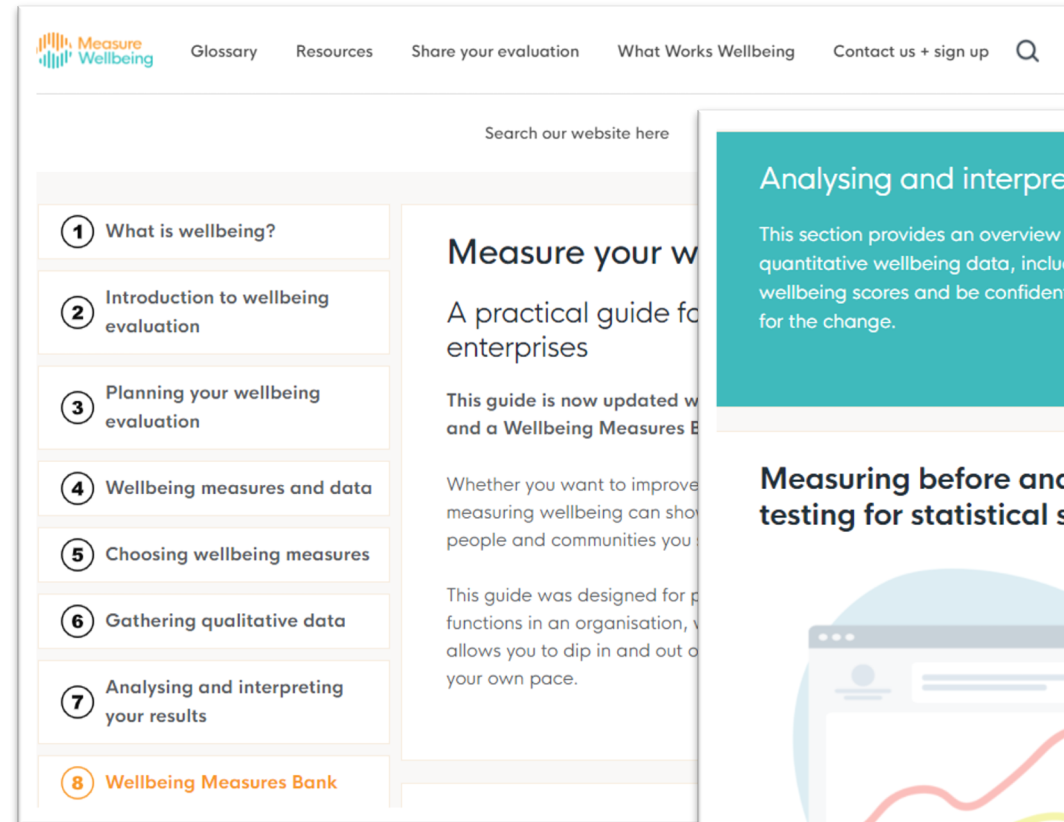 Measure
Wellbeing
Glossary Resources Share your evaluation What Works Wellbeing Contact us + sign up
Search our website here
1 What is wellbeing?
2 Introduction to wellbeing
evaluation
3 Planning your wellbeing
evaluation
4 Wellbeing measures and data
5 Choosing wellbeing measures
6 Gathering qualitative data
7 Analysing and interpreting
your results
8 Wellbeing Measures Bank
Measure your w
A practical guide fo
enterprises
This guide is now updated w
and a Wellbeing Measures B
Whether you want to improve
measuring wellbeing can sho
people and communities you
This guide was designed for p
functions in an organisation,
allows you to dip in and out o
your own pace.
Analysing and interpre
This section provides an overview
quantitative wellbeing data, inclu
wellbeing scores and be confiden
for the change.
Measuring before and
testing for statistical s